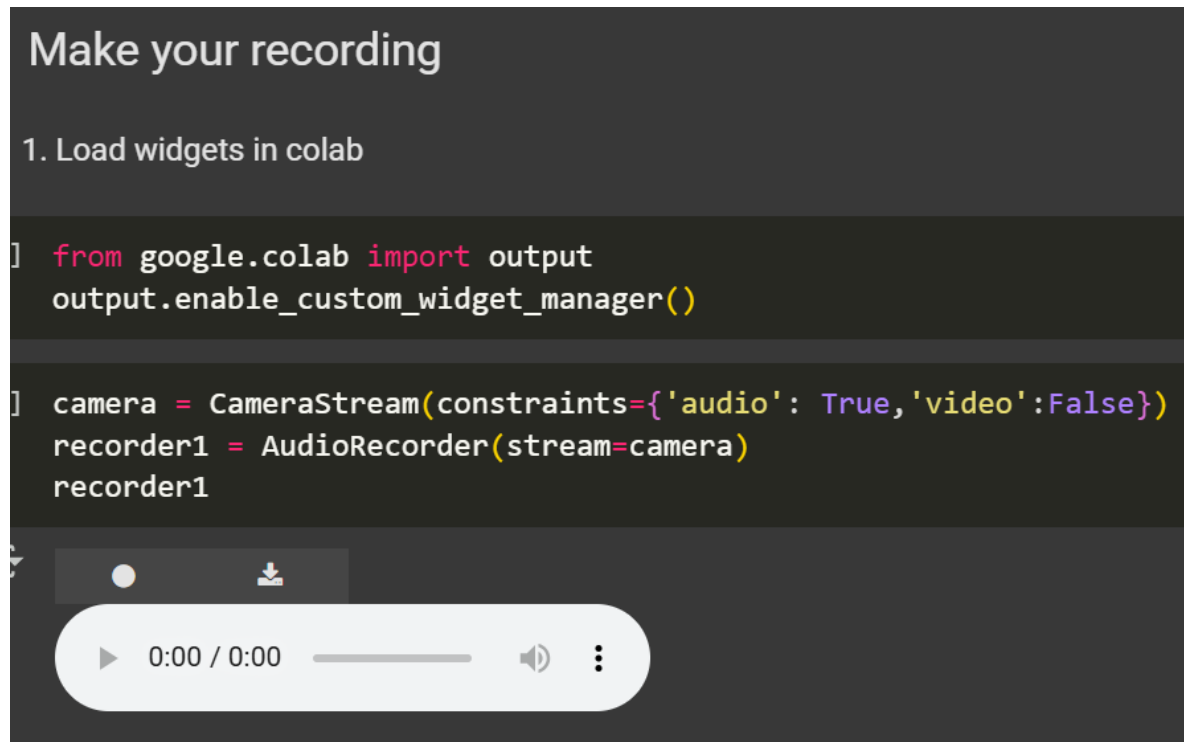 Make your recording
1. Load widgets in colab
] from google.colab import output
output.enable_custom_widget_manager()
] camera = CameraStream(constraints={'audio': True,'video':False})
recorder1 = AudioRecorder(stream=camera)
recorder1
0:00 / 0:00